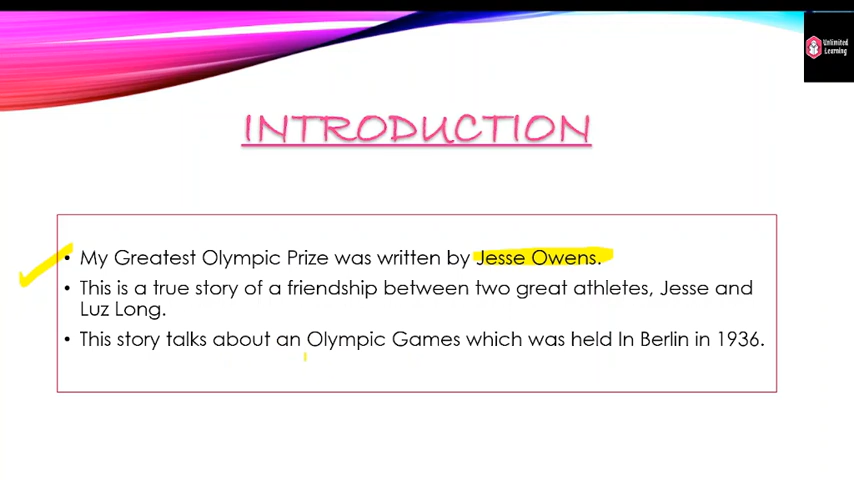 Unlimited
Learning
INTRODUCTION
• My Greatest Olympic Prize was written by Jesse Owens.
• This is a true story of a friendship between two great athletes, Jesse and
Luz Long.
• This story talks about an Olympic Games which was held In Berlin in 1936.